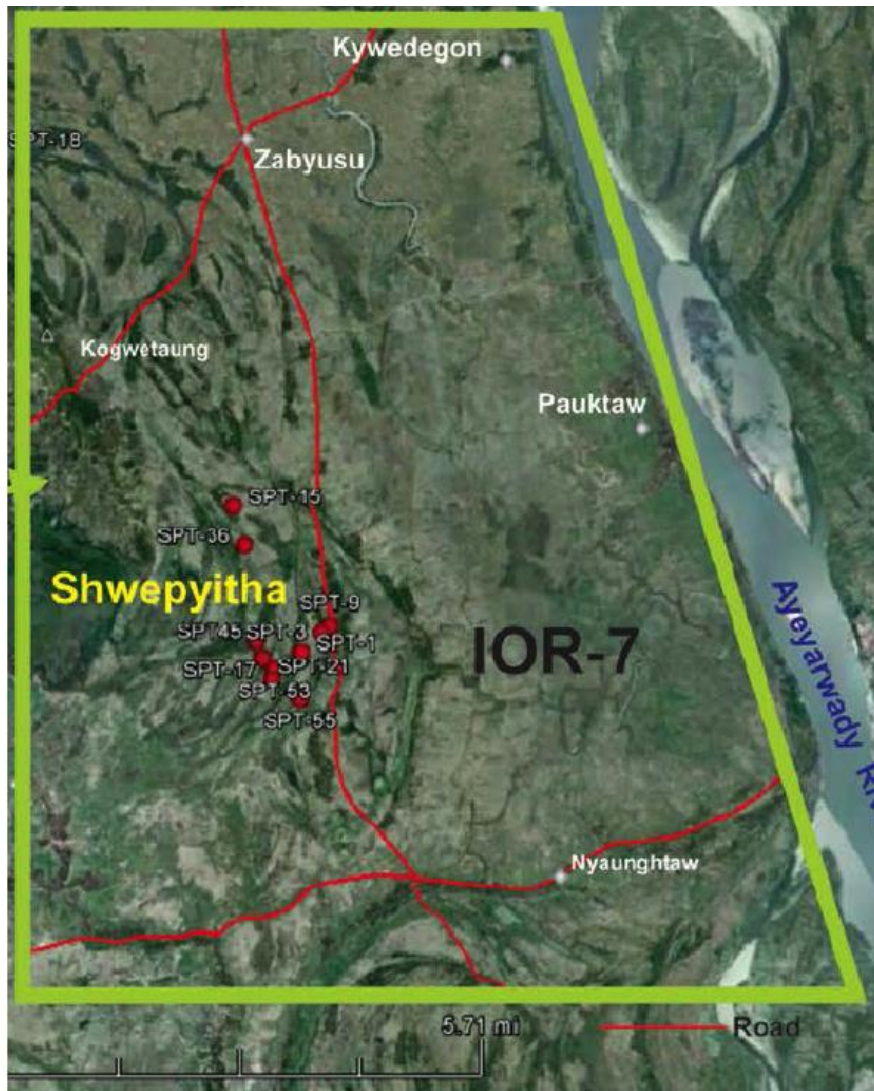 Kywedegon
SPT-18
Zabyusu
Kogwetaung
Pauktaw
SPT-15
SPT-36
Shwepyitha
SPT-9
SPT45
SPT-3
SPT-1
IOR-7
SPT-17
SPT-21
SPT-53
SPT-55
Ayeyarwady
Nyaunghtaw
5.71 mi
Road